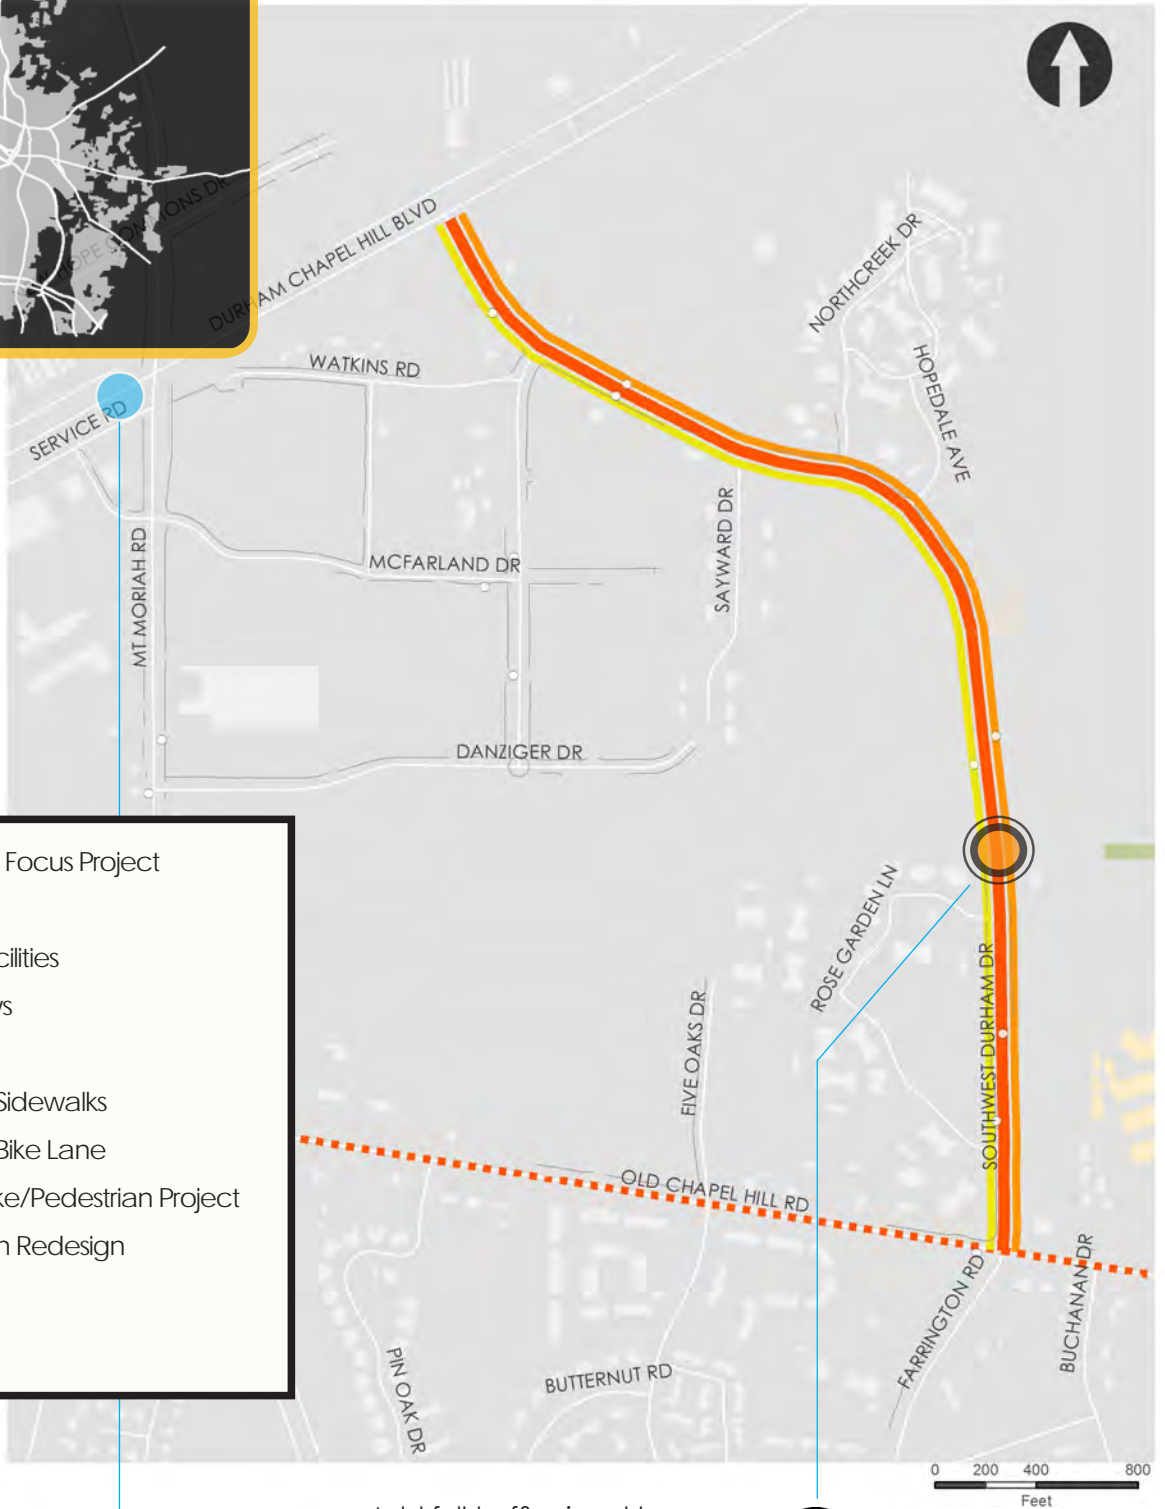 HOPE COMMONS DR
DURHAM CHAPEL HILL BLVD
NORTHCREEK DR
WATKINS RD
HOPEDALE AVE
SERVICE RD
SAYWARD DR
MT MORIAH RD
MCFARLAND DR
DANZIGER DR
Focus Project
ROSE GARDEN LN
SOUTHWEST DURHAM DR
FIVE OAKS DR
Sidewalks
Bike Lane
OLD CHAPEL HILL RD
ke/Pedestrian Project
n Redesign
FARRINGTON RD
BUCHANAN DR
PIN OAK DR
BUTTERNUT RD
0 200 400 800
Feet